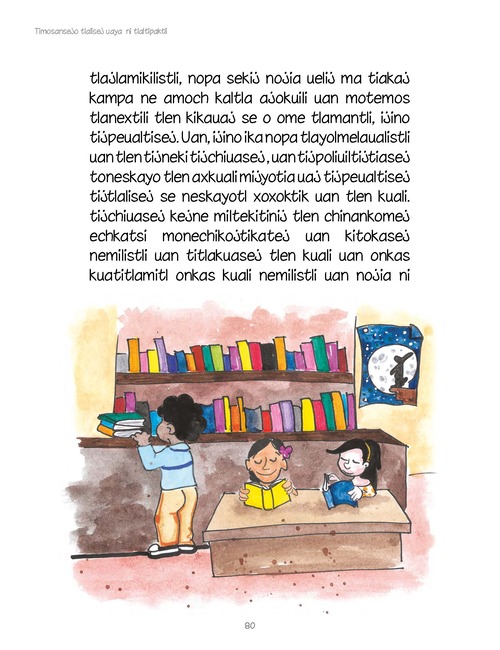 Timosansejo tlalisej uaya ni tlaltipaktli
tlajlamikilistli, nopa sekij nojia uelij ma tiakaj
kampa ne amoch kaltla ajokuili uan motemos
tlanextili tlen kikauaj se o ome tlamantli, ijino
tijpeualtisej. Uan, ijino ika nopa tlayolmelaualistli
uan tlen tijneki tijchiuasej, uan tijpoliuiltijtiasej
toneskayo tlen axkuali mijyotia uaj tijpeualtisej
tijtlalisej se neskayotl xoxoktik uan tlen kuali.
tijchiuasej kejne miltekitinij tlen chinankomej
echkatsi monechikojtikatej uan kitokasej
nemilistli uan titlakuasej tlen kuali uan onkas
kuatitlamitl onkas kuali nemilistli uan nojia ni
80